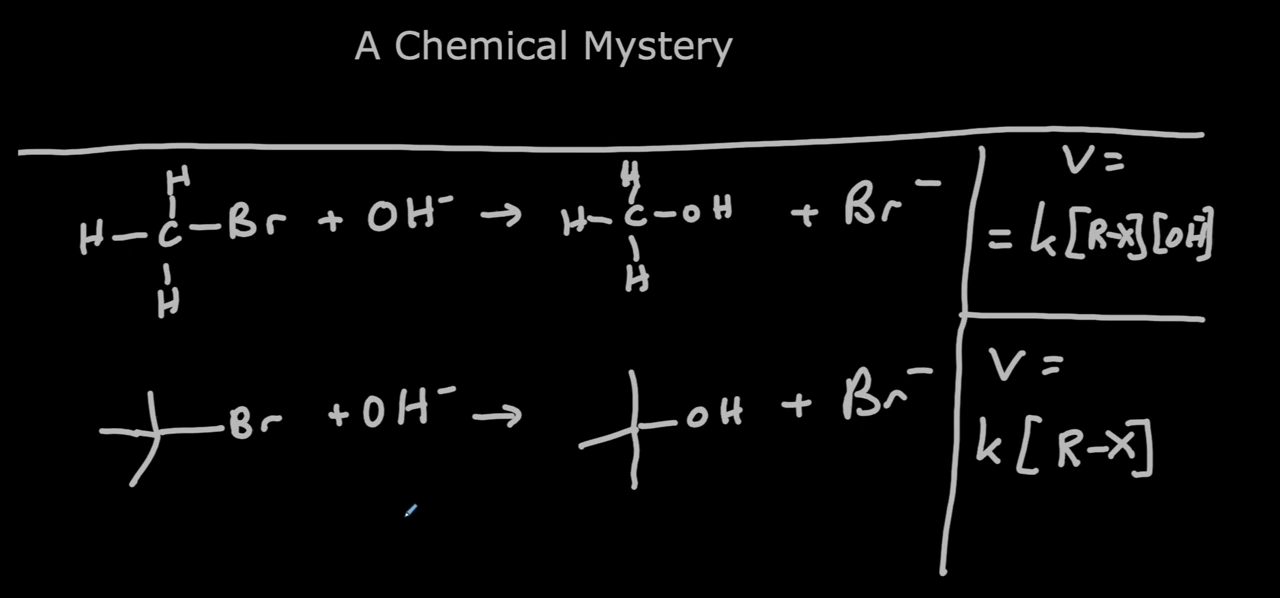 A Chemical Mystery
H
H-C-Br + OH⁻ → H-C-OH + Br⁻
H
H
H
V =
= k[R-X][OH⁻]
Br + OH⁻ → OH + Br⁻
V =
k[R-X]